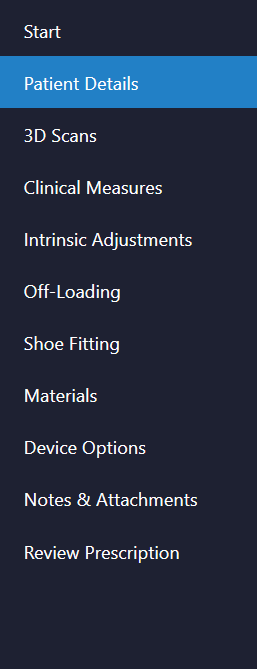 Start
Patient Details
3D Scans
Clinical Measures
Intrinsic Adjustments
Off-Loading
Shoe Fitting
Materials
Device Options
Notes & Attachments
Review Prescription